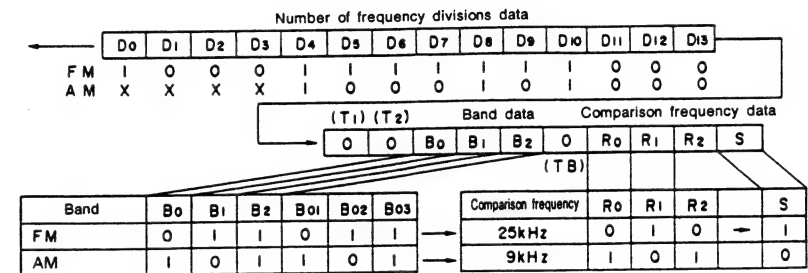 Number of frequency divisions data
D0 D1 D2 D3 D4 D5 D6 D7 D8 D9 D10 D11 D12 D13
FM 1 0 0 0 1 1 1 1 1 1 1 0 0 0
AM X X X X 1 0 0 0 1 0 1 0 0 0
(T1) (T2) Band data Comparison frequency data
0 0 B0 B1 B2 0 R0 R1 R2 S
(TB)
Band B0 B1 B2 B01 B02 B03 Comparison frequency R0 R1 R2 S
FM 0 1 1 0 1 1 25kHz 0 1 0 1
AM 1 0 1 1 0 1 9kHz 1 0 1 0